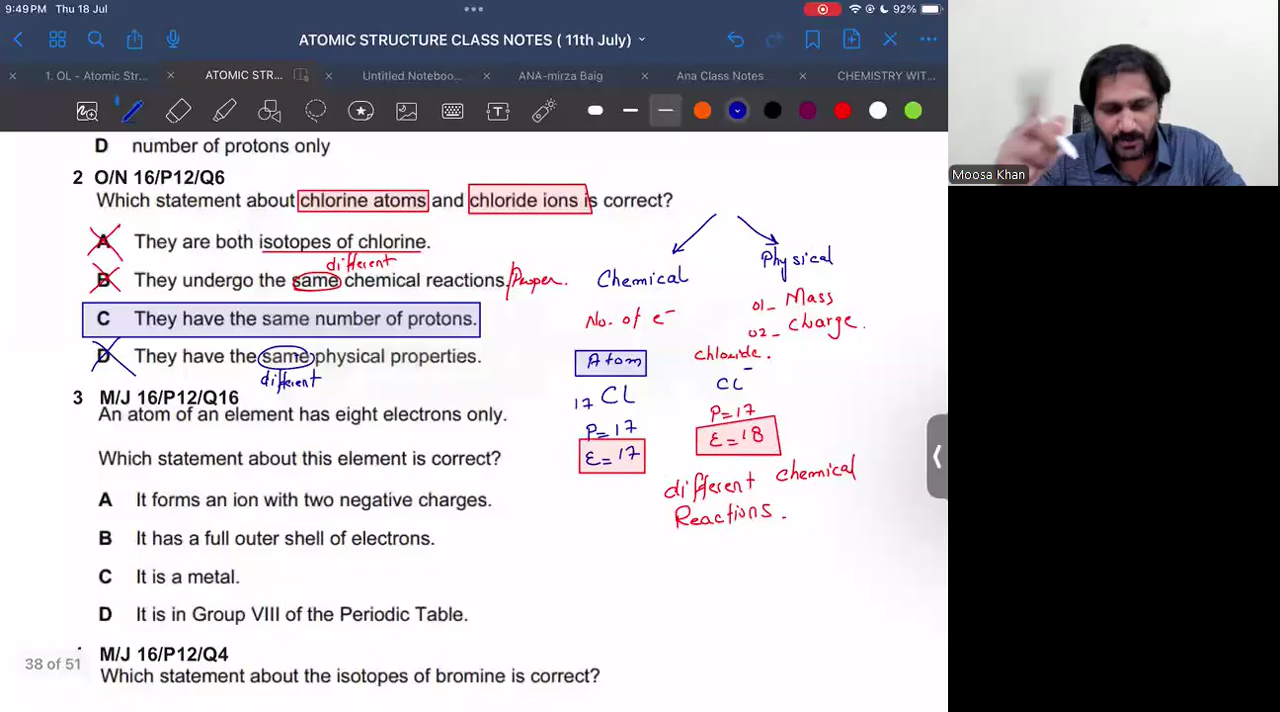 9:49 PM Thu 18 Jul
92%
ATOMIC STRUCTURE CLASS NOTES ( 11th July)
1. OL - Atomic Str...
ATOMIC STR...
Untitled Noteboo...
ANA-mirza Baig
Ana Class Notes
CHEMISTRY WIT...
D number of protons only
2 O/N 16/P12/Q6
Which statement about chlorine atoms and chloride ions is correct?
A They are both isotopes of chlorine.
different
B They undergo the same chemical reactions./Proper.
C They have the same number of protons.
D They have the same physical properties.
different
Chemical
No. of e⁻
Physical
01- Mass
02- Charge.
Atom
17 Cl
P=17
E=17
chloride.
Cl⁻
P=17
E=18
different chemical
Reactions.
3 M/J 16/P12/Q16
An atom of an element has eight electrons only.
Which statement about this element is correct?
A It forms an ion with two negative charges.
B It has a full outer shell of electrons.
C It is a metal.
D It is in Group VIII of the Periodic Table.
M/J 16/P12/Q4
Which statement about the isotopes of bromine is correct?
38 of 51
Moosa Khan